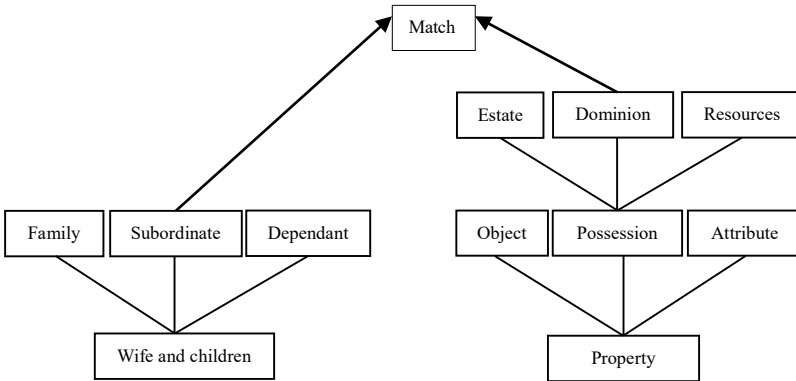 Match
Estate
Dominion
Resources
Family
Subordinate
Dependant
Object
Possession
Attribute
Wife and children
Property